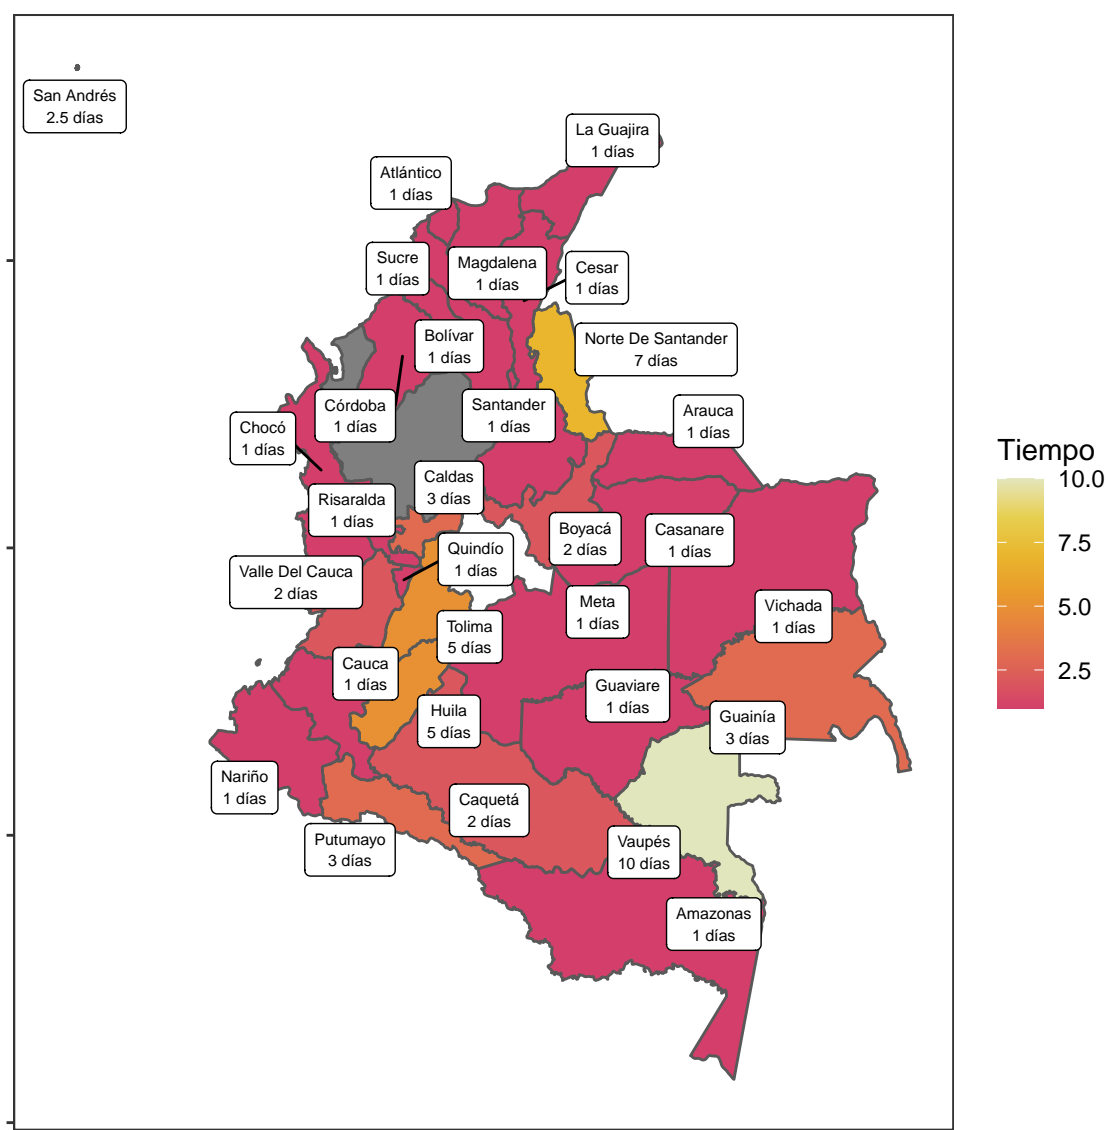 San Andrés
2.5 días
La Guajira
1 días
Atlántico
1 días
Sucre
1 días
Magdalena
1 días
Cesar
1 días
Bolívar
1 días
Norte De Santander
7 días
Córdoba
1 días
Santander
1 días
Arauca
1 días
Chocó
1 días
Caldas
3 días
Risaralda
1 días
Boyacá
2 días
Casanare
1 días
Quindío
1 días
Valle Del Cauca
2 días
Meta
1 días
Vichada
1 días
Tolima
5 días
Cauca
1 días
Guaviare
1 días
Huila
5 días
Guainía
3 días
Nariño
1 días
Caquetá
2 días
Putumayo
3 días
Vaupés
10 días
Amazonas
1 días
Tiempo
10.0
7.5
5.0
2.5